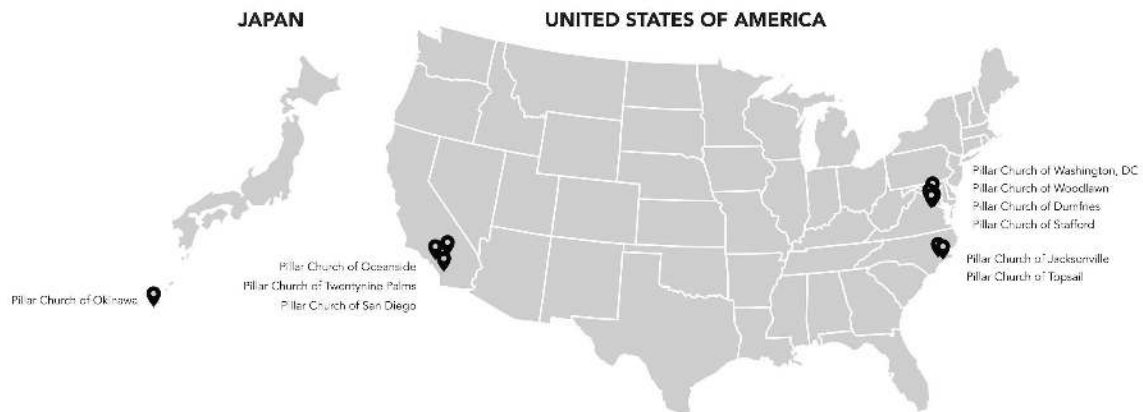 JAPAN
UNITED STATES OF AMERICA
Pillar Church of Washington, DC
Pillar Church of Woodlawn
Pillar Church of Dumfries
Pillar Church of Stafford
Pillar Church of Jacksonville
Pillar Church of Topsail
Pillar Church of Oceanside
Pillar Church of Twentynine Palms
Pillar Church of San Diego
Pillar Church of Okinawa